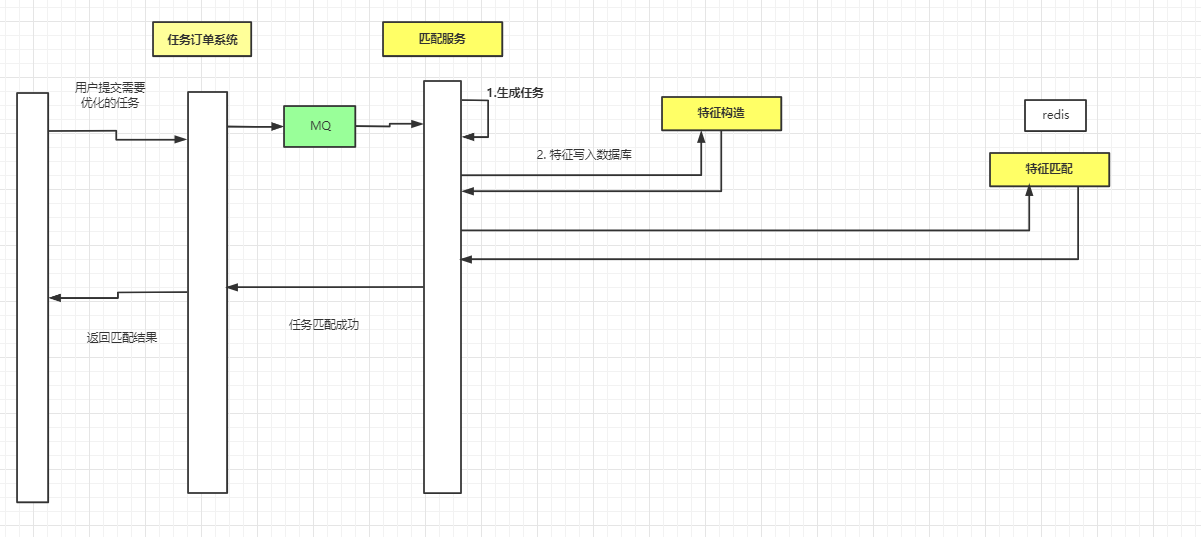 任务订单系统
匹配服务
用户提交需要
优化的任务
1.生成任务
特征构造
redis
MQ
2. 特征写入数据库
特征匹配
任务匹配成功
返回匹配结果